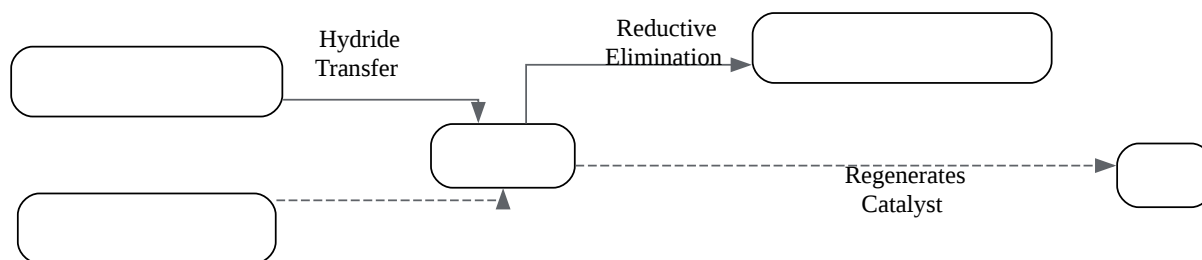 Hydride
Transfer
Reductive
Elimination
Regenerates
Catalyst